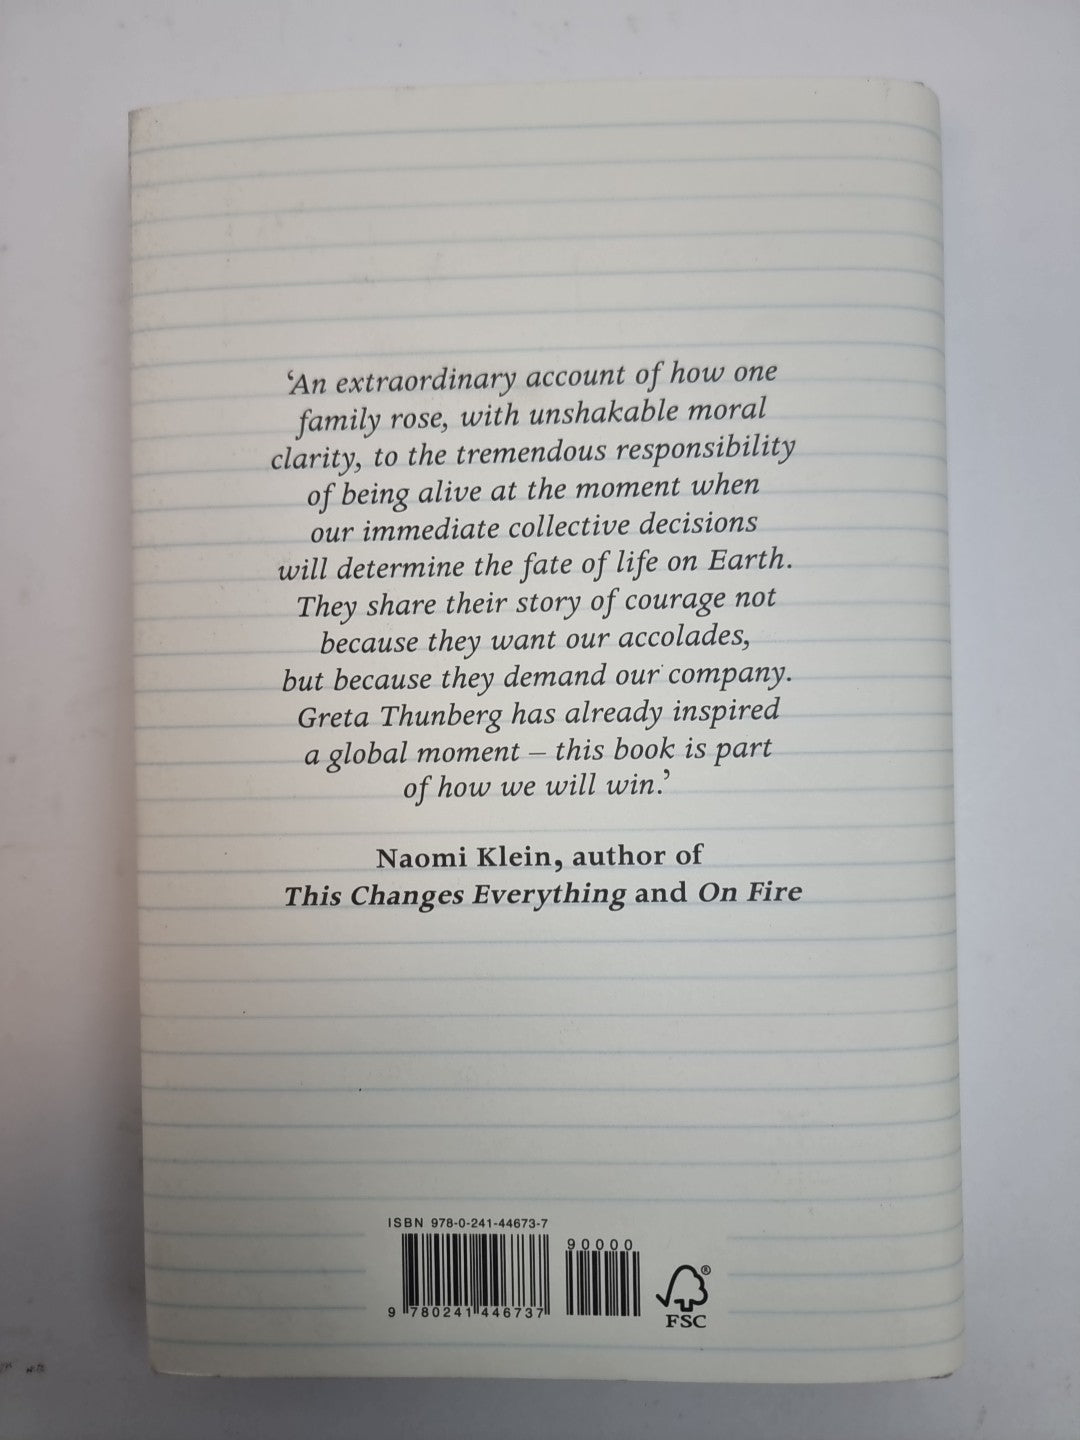 ‘An extraordinary account of how one
family rose, with unshakable moral
clarity, to the tremendous responsibility
of being alive at the moment when
our immediate collective decisions
will determine the fate of life on Earth.
They share their story of courage not
because they want our accolades,
but because they demand our company.
Greta Thunberg has already inspired
a global moment – this book is part
of how we will win.’
Naomi Klein, author of
This Changes Everything and On Fire
ISBN 978-0-241-44673-7
90000
9 780241 446737
®
FSC